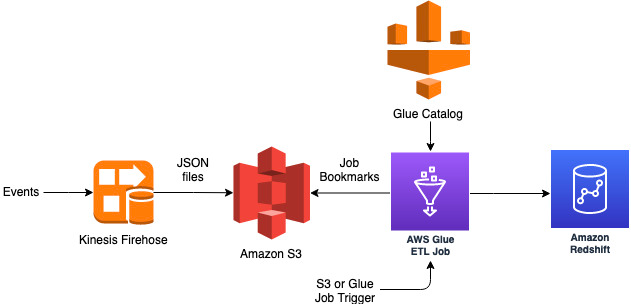 Glue Catalog
JSON
files
Job
Bookmarks
Events
Kinesis Firehose
Amazon S3
AWS Glue
ETL Job
Amazon
Redshift
S3 or Glue
Job Trigger